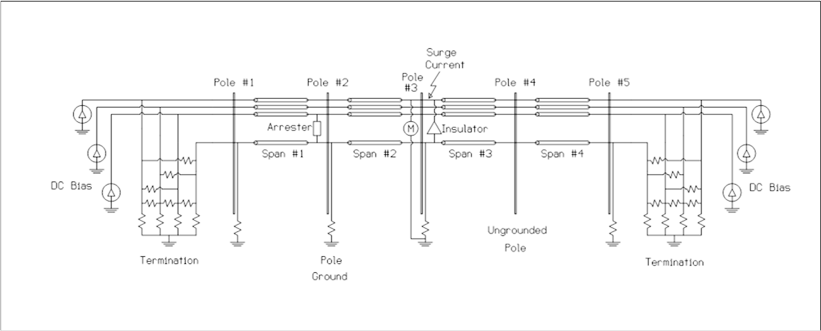 Surge
Current
Pole #1
Pole #2
Pole
#3
Pole #4
Pole #5
Arrester
M
Insulator
Span #1
Span #2
Span #3
Span #4
DC Bias
DC Bias
Ungrounded
Pole
Termination
Pole
Ground
Termination